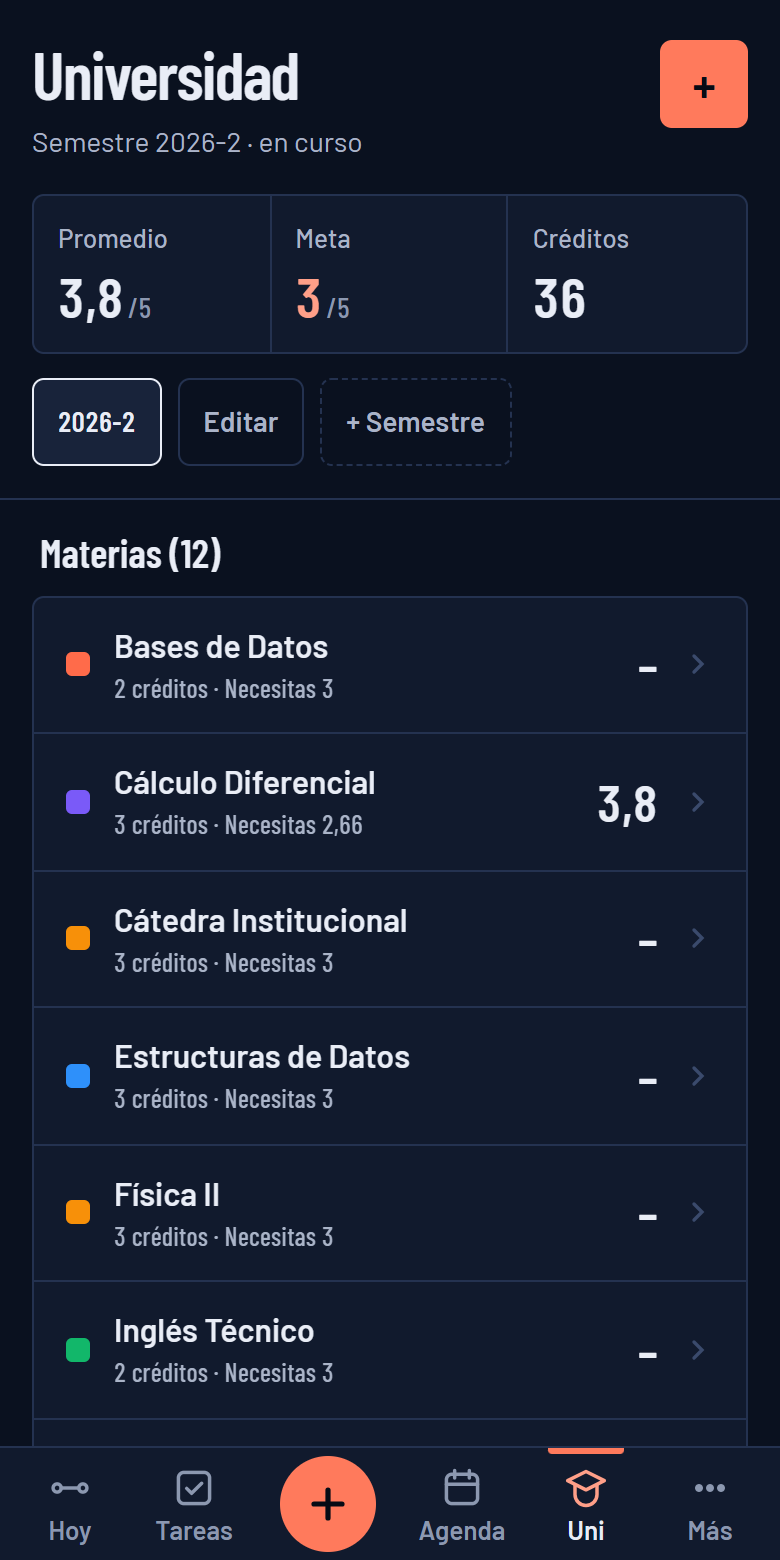 Universidad
+
Semestre 2026-2 · en curso
Promedio
3,8 /5
Meta
3 /5
Créditos
36
2026-2
Editar
+ Semestre
Materias (12)
Bases de Datos
2 créditos · Necesitas 3
–
Cálculo Diferencial
3 créditos · Necesitas 2,66
3,8
Cátedra Institucional
3 créditos · Necesitas 3
–
Estructuras de Datos
3 créditos · Necesitas 3
–
Física II
3 créditos · Necesitas 3
–
Inglés Técnico
2 créditos · Necesitas 3
–
Hoy
Tareas
+
Agenda
Uni
Más